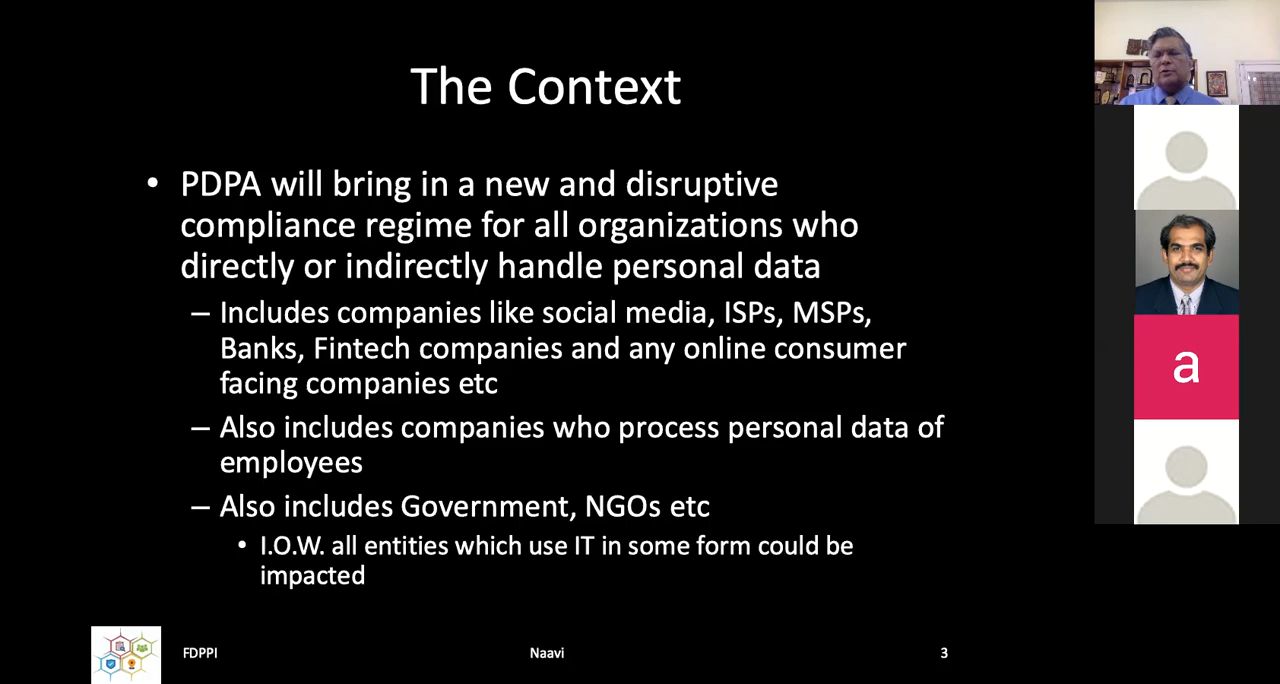 The Context
• PDPA will bring in a new and disruptive
compliance regime for all organizations who
directly or indirectly handle personal data
– Includes companies like social media, ISPs, MSPs,
Banks, Fintech companies and any online consumer
facing companies etc
– Also includes companies who process personal data of
employees
– Also includes Government, NGOs etc
• I.O.W. all entities which use IT in some form could be
impacted
FDPPI
Naavi
3
a